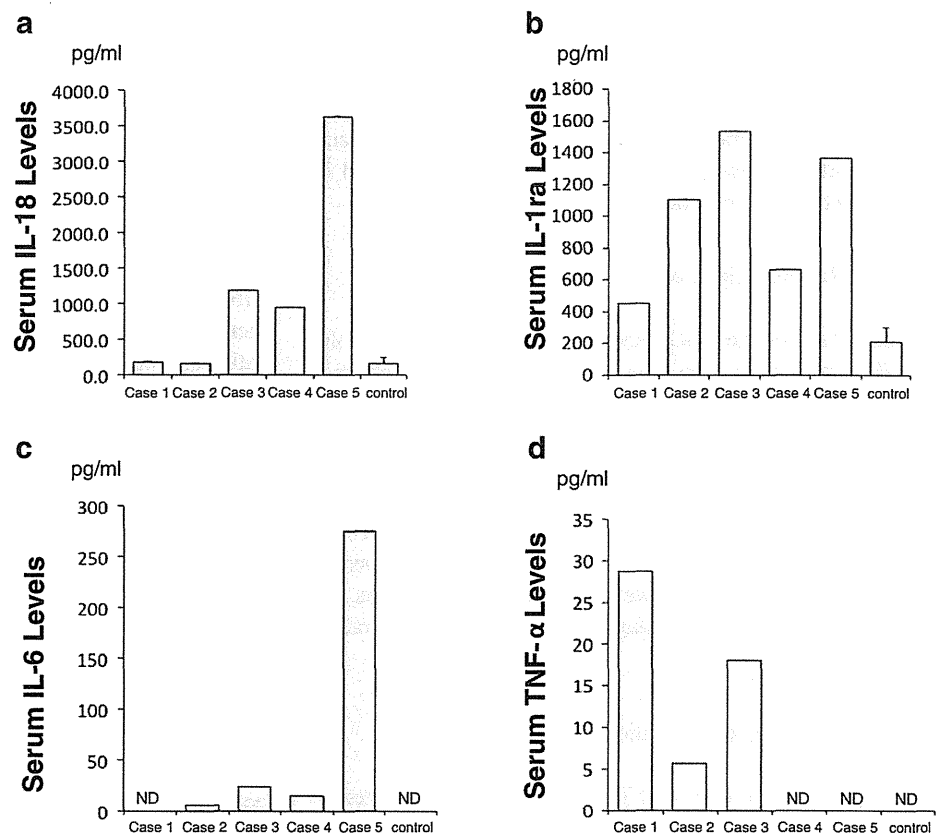 a
pg/ml
Serum IL-18 Levels
4000.0
3500.0
3000.0
2500.0
2000.0
1500.0
1000.0
500.0
0.0
Case 1 Case 2 Case 3 Case 4 Case 5 control
b
pg/ml
Serum IL-1ra Levels
1800
1600
1400
1200
1000
800
600
400
200
0
Case 1 Case 2 Case 3 Case 4 Case 5 control
c
pg/ml
Serum IL-6 Levels
300
250
200
150
100
50
0
ND ND
Case 1 Case 2 Case 3 Case 4 Case 5 control
d
pg/ml
Serum TNF-α Levels
35
30
25
20
15
10
5
0
ND ND ND
Case 1 Case 2 Case 3 Case 4 Case 5 control